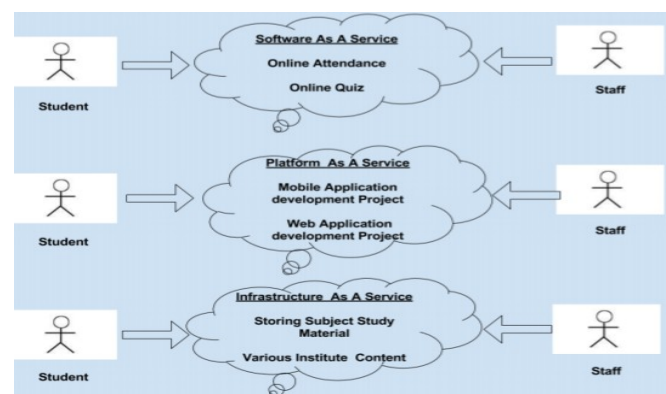 Software As A Service
Online Attendance
Online Quiz
Student
Staff
Platform As A Service
Mobile Application
development Project
Web Application
development Project
Student
Staff
Infrastructure As A Service
Storing Subject Study
Material
Various Institute Content
Student
Staff